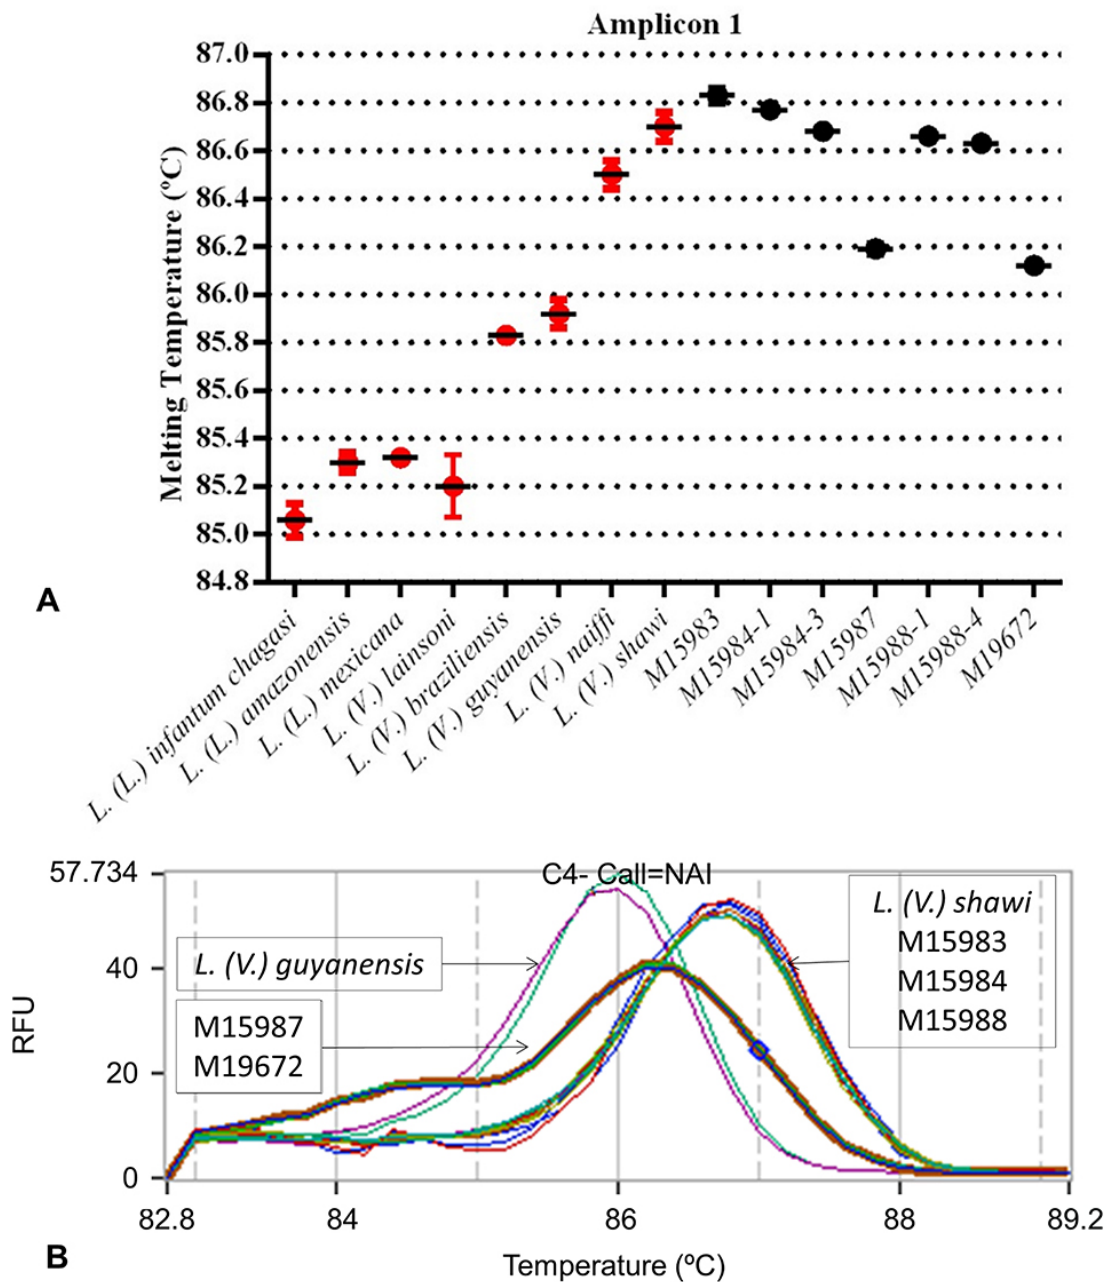 Amplicon 1
Melting Temperature (ºC)
87.0
86.8
86.6
86.4
86.2
86.0
85.8
85.6
85.4
85.2
85.0
84.8
A
L. (L.) infantum chagasi
L. (L.) amazonensis
L. (L.) mexicana
L. (V.) lainsoni
L. (V.) braziliensis
L. (V.) guyanensis
L. (V.) naiffi
L. (V.) shawi
M15983
M15984-1
M15984-3
M15987
M15988-1
M15988-4
M19672
57.734
40
20
0
RFU
C4- Call=NAI
L. (V.) guyanensis
M15987
M19672
L. (V.) shawi
M15983
M15984
M15988
82.8
84
86
88
89.2
Temperature (ºC)
B